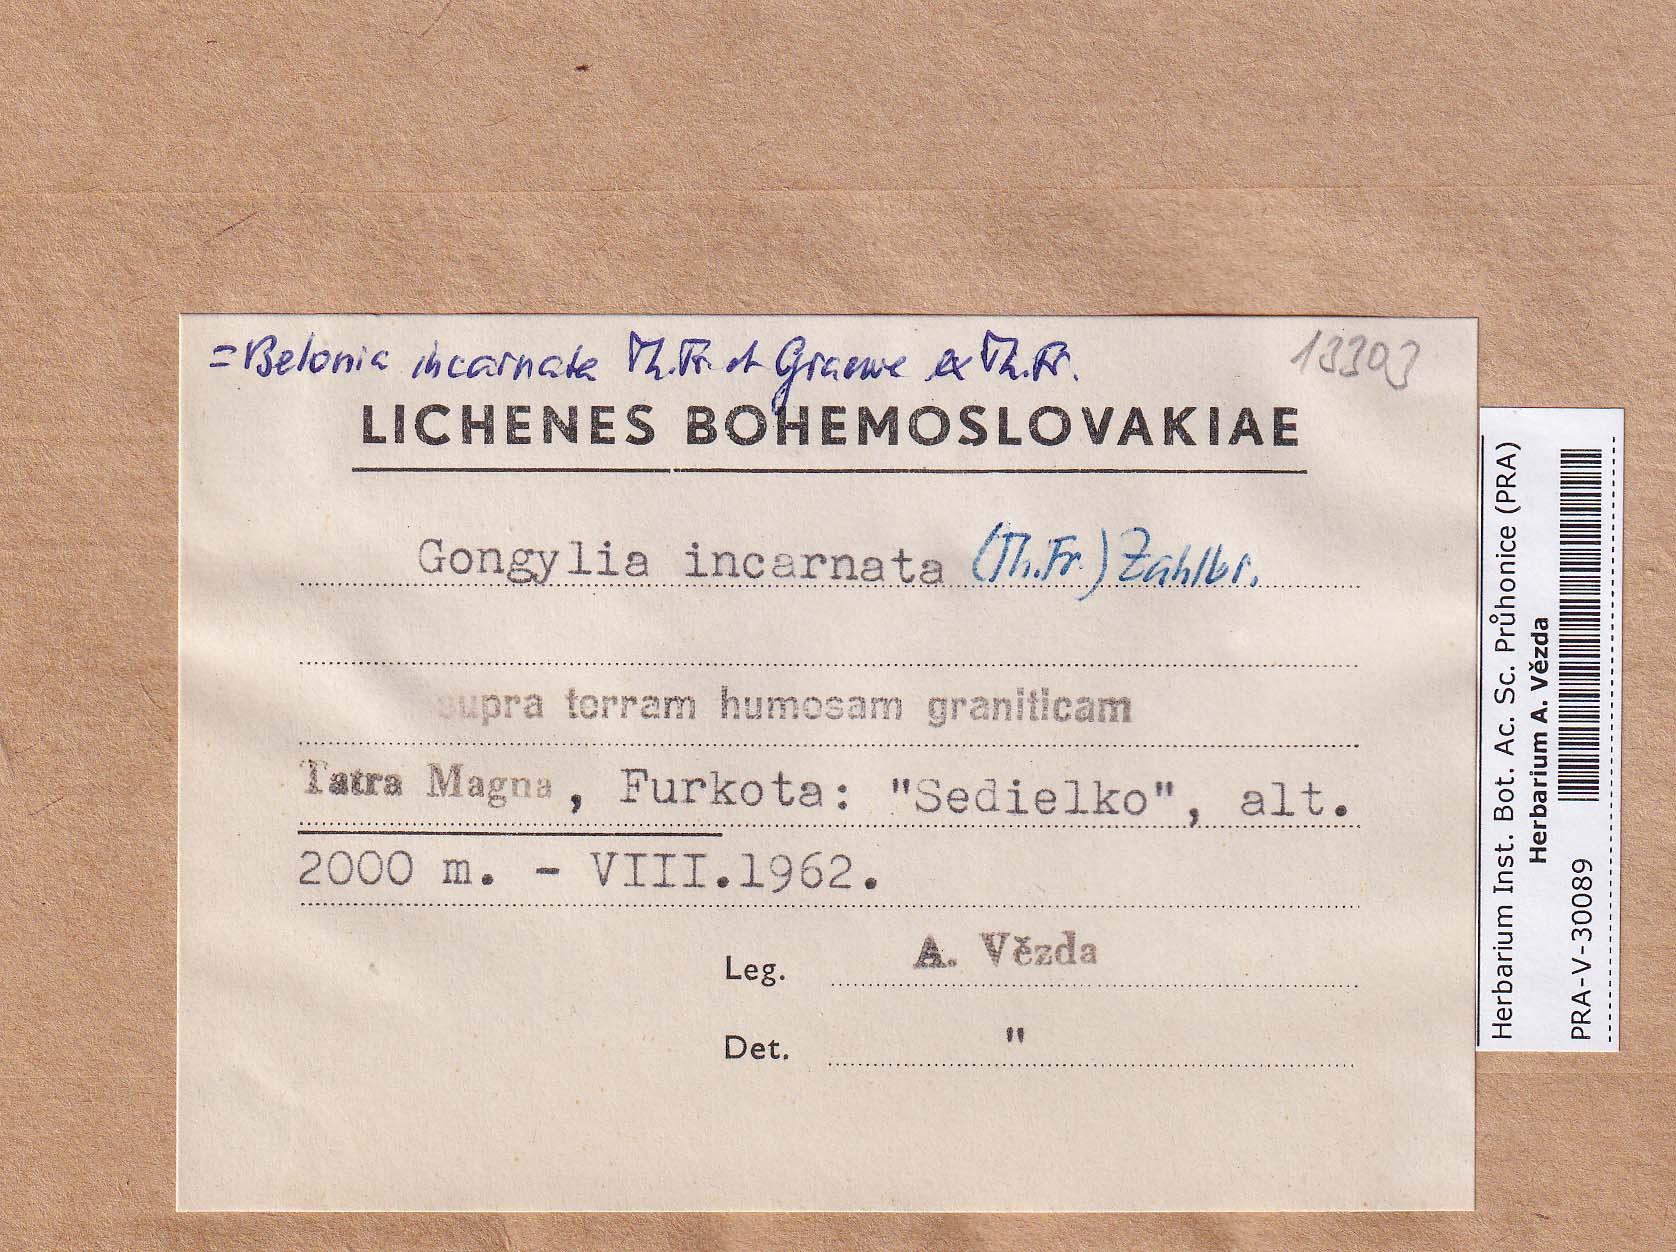 = Belonia incarnata Th.Fr. et Graewe ex Th.Fr.
13303
LICHENES BOHEMOSLOVAKIAE
Gongylia incarnata (Th.Fr.) Zahlbr.
supra terram humosam graniticam
Tatra Magna, Furkota: "Sedielko", alt.
2000 m. - VIII.1962.
Leg. A. Vězda
Det. "
Herbarium Inst. Bot. Ac. Sc. Průhonice (PRA)
Herbarium A. Vězda
PRA-V-30089